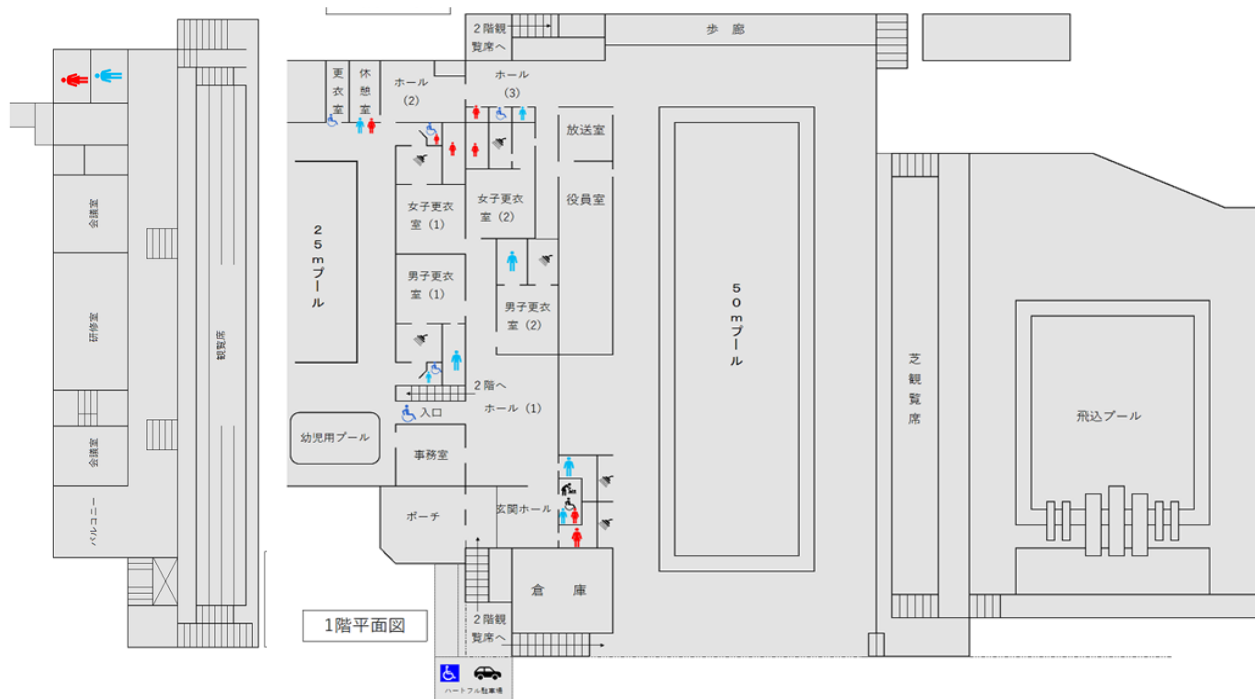 会議室
研修室
会議室
バルコニー
観覧席
2階観
覧席へ
歩廊
更衣室
休憩室
ホール
(2)
ホール
(3)
放送室
役員室
女子更衣
室(1)
女子更衣
室(2)
25mプール
男子更衣
室(1)
男子更衣
室(2)
50mプール
2階へ
ホール(1)
入口
幼児用プール
事務室
玄関ホール
ポーチ
倉庫
芝観覧席
飛込プール
1階平面図
2階観
覧席へ
ハートフル駐車場